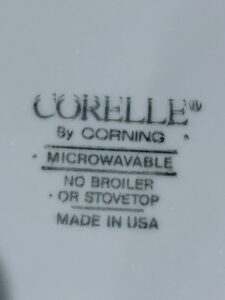 CORELLE®
By CORNING
MICROWAVABLE
NO BROILER
OR STOVETOP
MADE IN USA